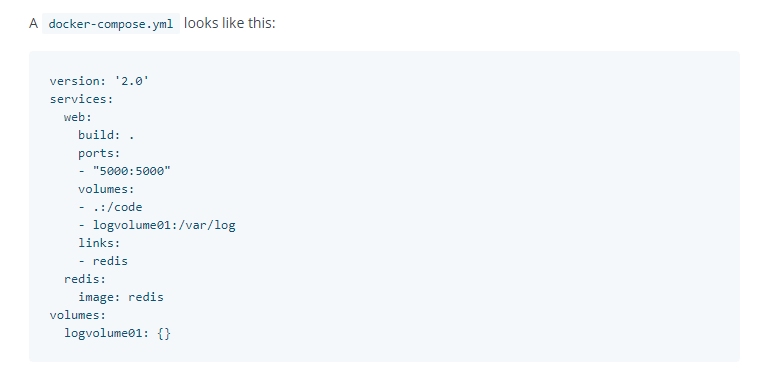 A docker-compose.yml looks like this:
version: '2.0'
services:
  web:
    build: .
    ports:
    - "5000:5000"
    volumes:
    - .:/code
    - logvolume01:/var/log
    links:
    - redis
  redis:
    image: redis
volumes:
  logvolume01: {}